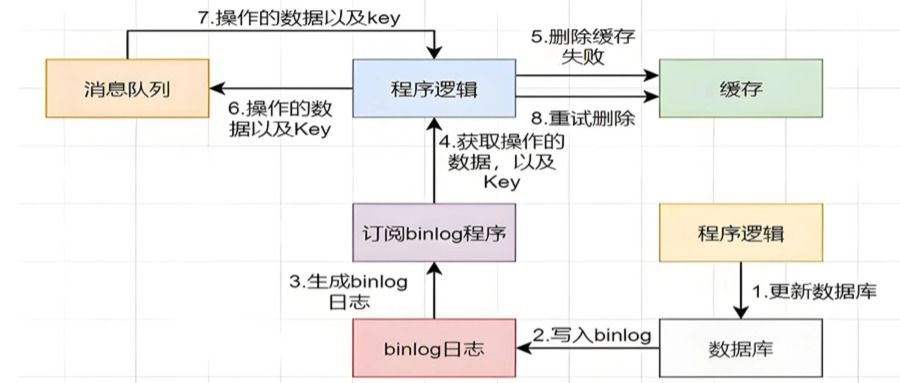 7.操作的数据以及key
消息队列
程序逻辑
缓存
5.删除缓存
失败
6.操作的数
据以及Key
8.重试删除
4.获取操作的
数据，以及
Key
订阅binlog程序
程序逻辑
3.生成binlog
日志
1.更新数据库
binlog日志
2.写入binlog
数据库